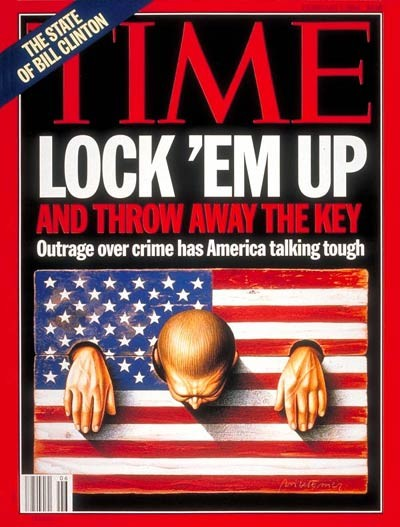 THE STATE
OF BILL CLINTON
TIME
LOCK 'EM UP
AND THROW AWAY THE KEY
Outrage over crime has America talking tough
06